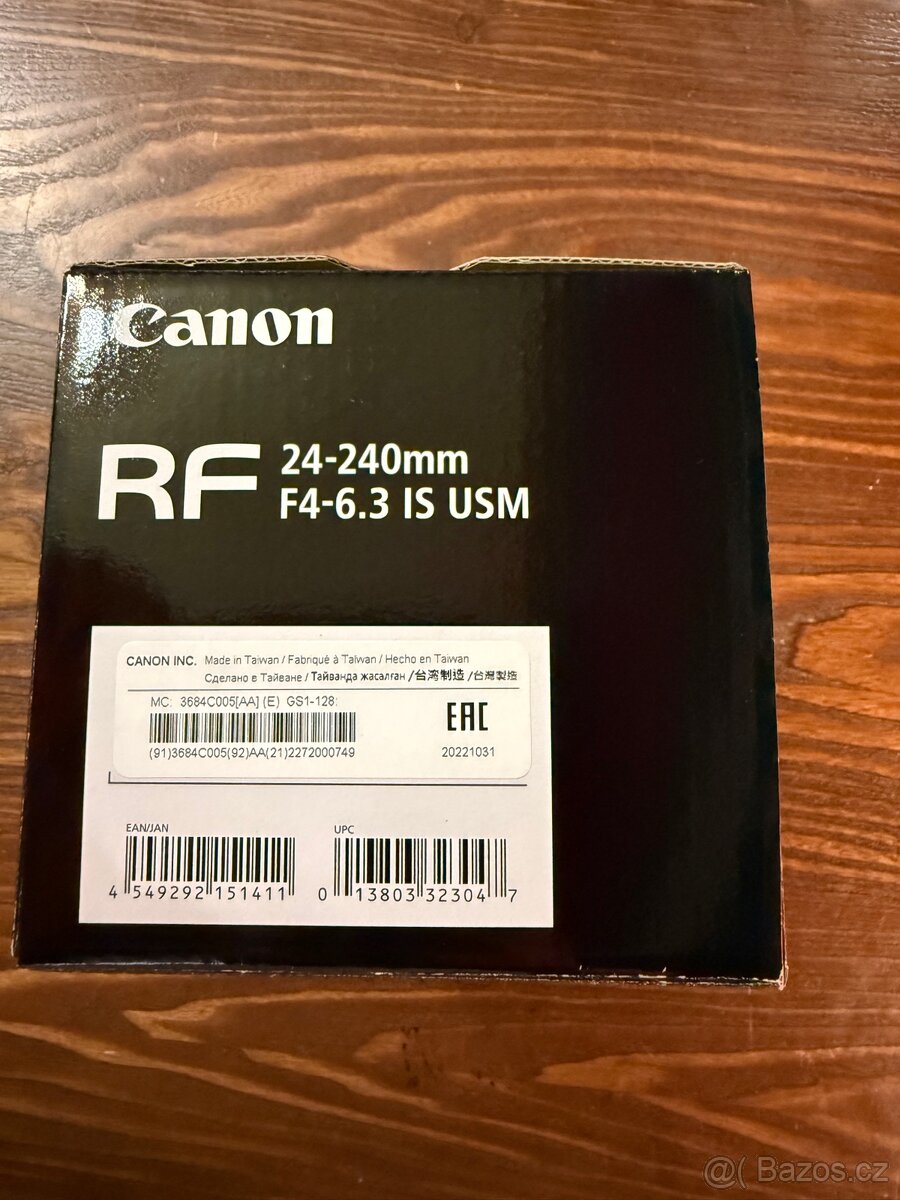 Canon
RF 24-240mm
F4-6.3 IS USM
CANON INC. Made in Taiwan / Fabriqué à Taïwan / Hecho en Taiwan
Сделано в Тайване / Тайванда жасалған /台湾制造 /台灣製造
MC: 3684C005[AA] (E) GS1-128:
EAC
(91)3684C005(92)AA(21)2272000749
20221031
EAN/JAN
UPC
4 549292 151411
0 13803 32304 7
@( Bazos.cz